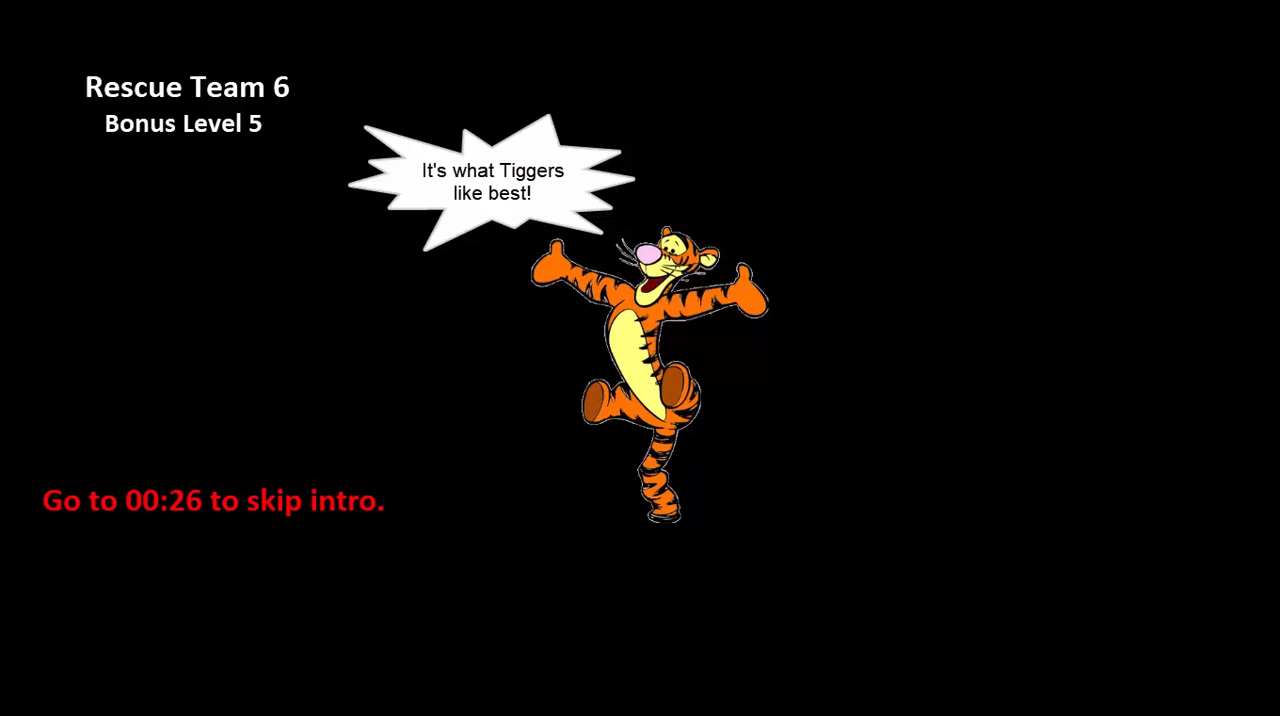 Rescue Team 6
Bonus Level 5
It's what Tiggers
like best!
Go to 00:26 to skip intro.